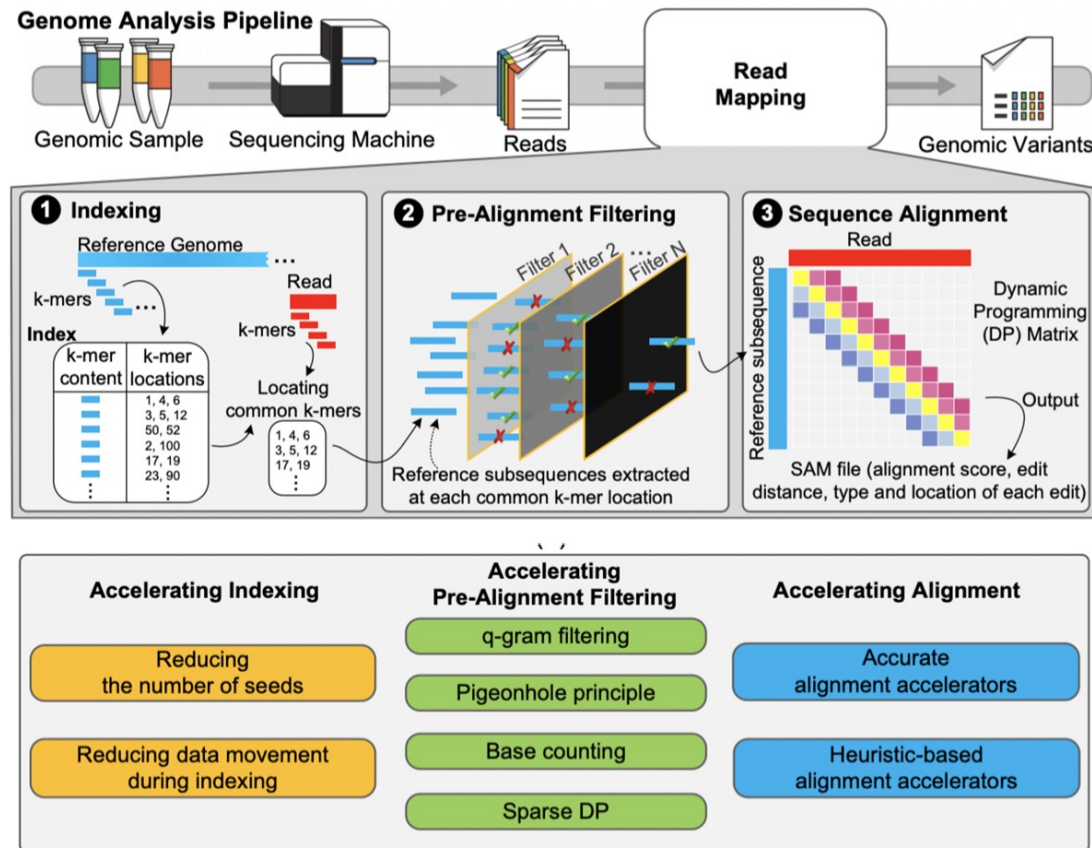 Genome Analysis Pipeline
Genomic Sample
Sequencing Machine
Reads
Read
Mapping
Genomic Variants
1 Indexing
Reference Genome
...
k-mers
...
Read
k-mers
Index
k-mer
content
k-mer
locations
1, 4, 6
3, 5, 12
50, 52
2, 100
17, 19
23, 90
Locating
common k-mers
1, 4, 6
3, 5, 12
17, 19
2 Pre-Alignment Filtering
Filter 1
Filter 2
...
Filter N
Reference subsequences extracted
at each common k-mer location
3 Sequence Alignment
Read
Reference subsequence
Dynamic
Programming
(DP) Matrix
Output
SAM file (alignment score, edit
distance, type and location of each edit)
Accelerating Indexing
Reducing
the number of seeds
Reducing data movement
during indexing
Accelerating
Pre-Alignment Filtering
q-gram filtering
Pigeonhole principle
Base counting
Sparse DP
Accelerating Alignment
Accurate
alignment accelerators
Heuristic-based
alignment accelerators